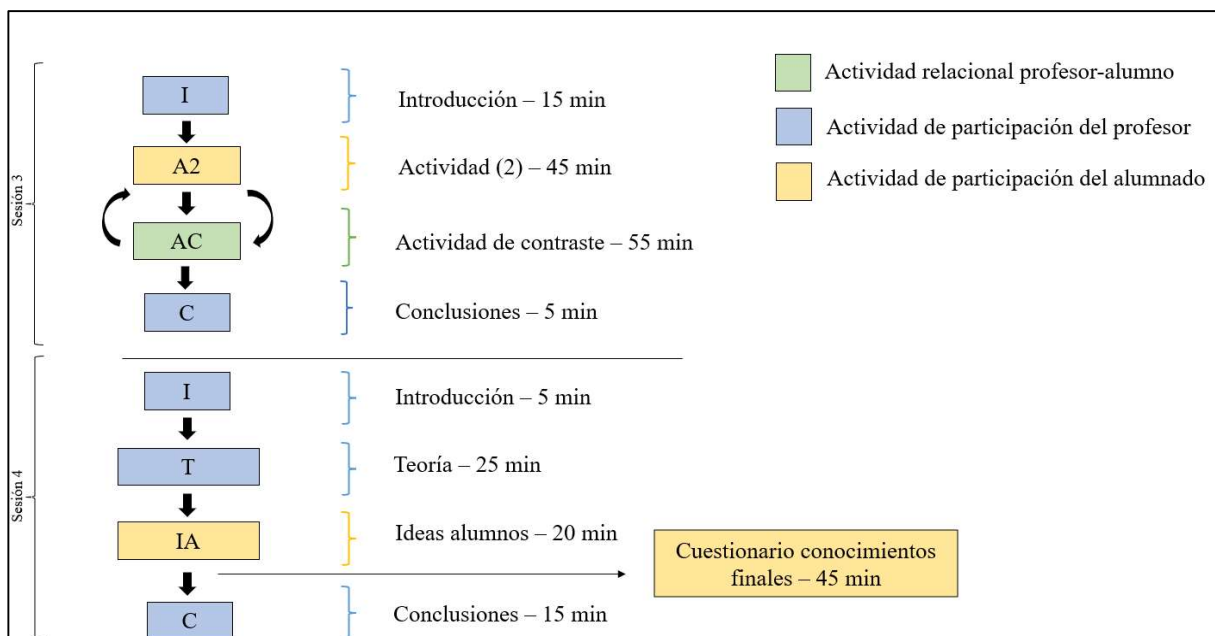 Sesión 3
I
Introducción – 15 min
A2
Actividad (2) – 45 min
AC
Actividad de contraste – 55 min
C
Conclusiones – 5 min
Actividad relacional profesor-alumno
Actividad de participación del profesor
Actividad de participación del alumnado
Sesión 4
I
Introducción – 5 min
T
Teoría – 25 min
IA
Ideas alumnos – 20 min
Cuestionario conocimientos
finales – 45 min
C
Conclusiones – 15 min